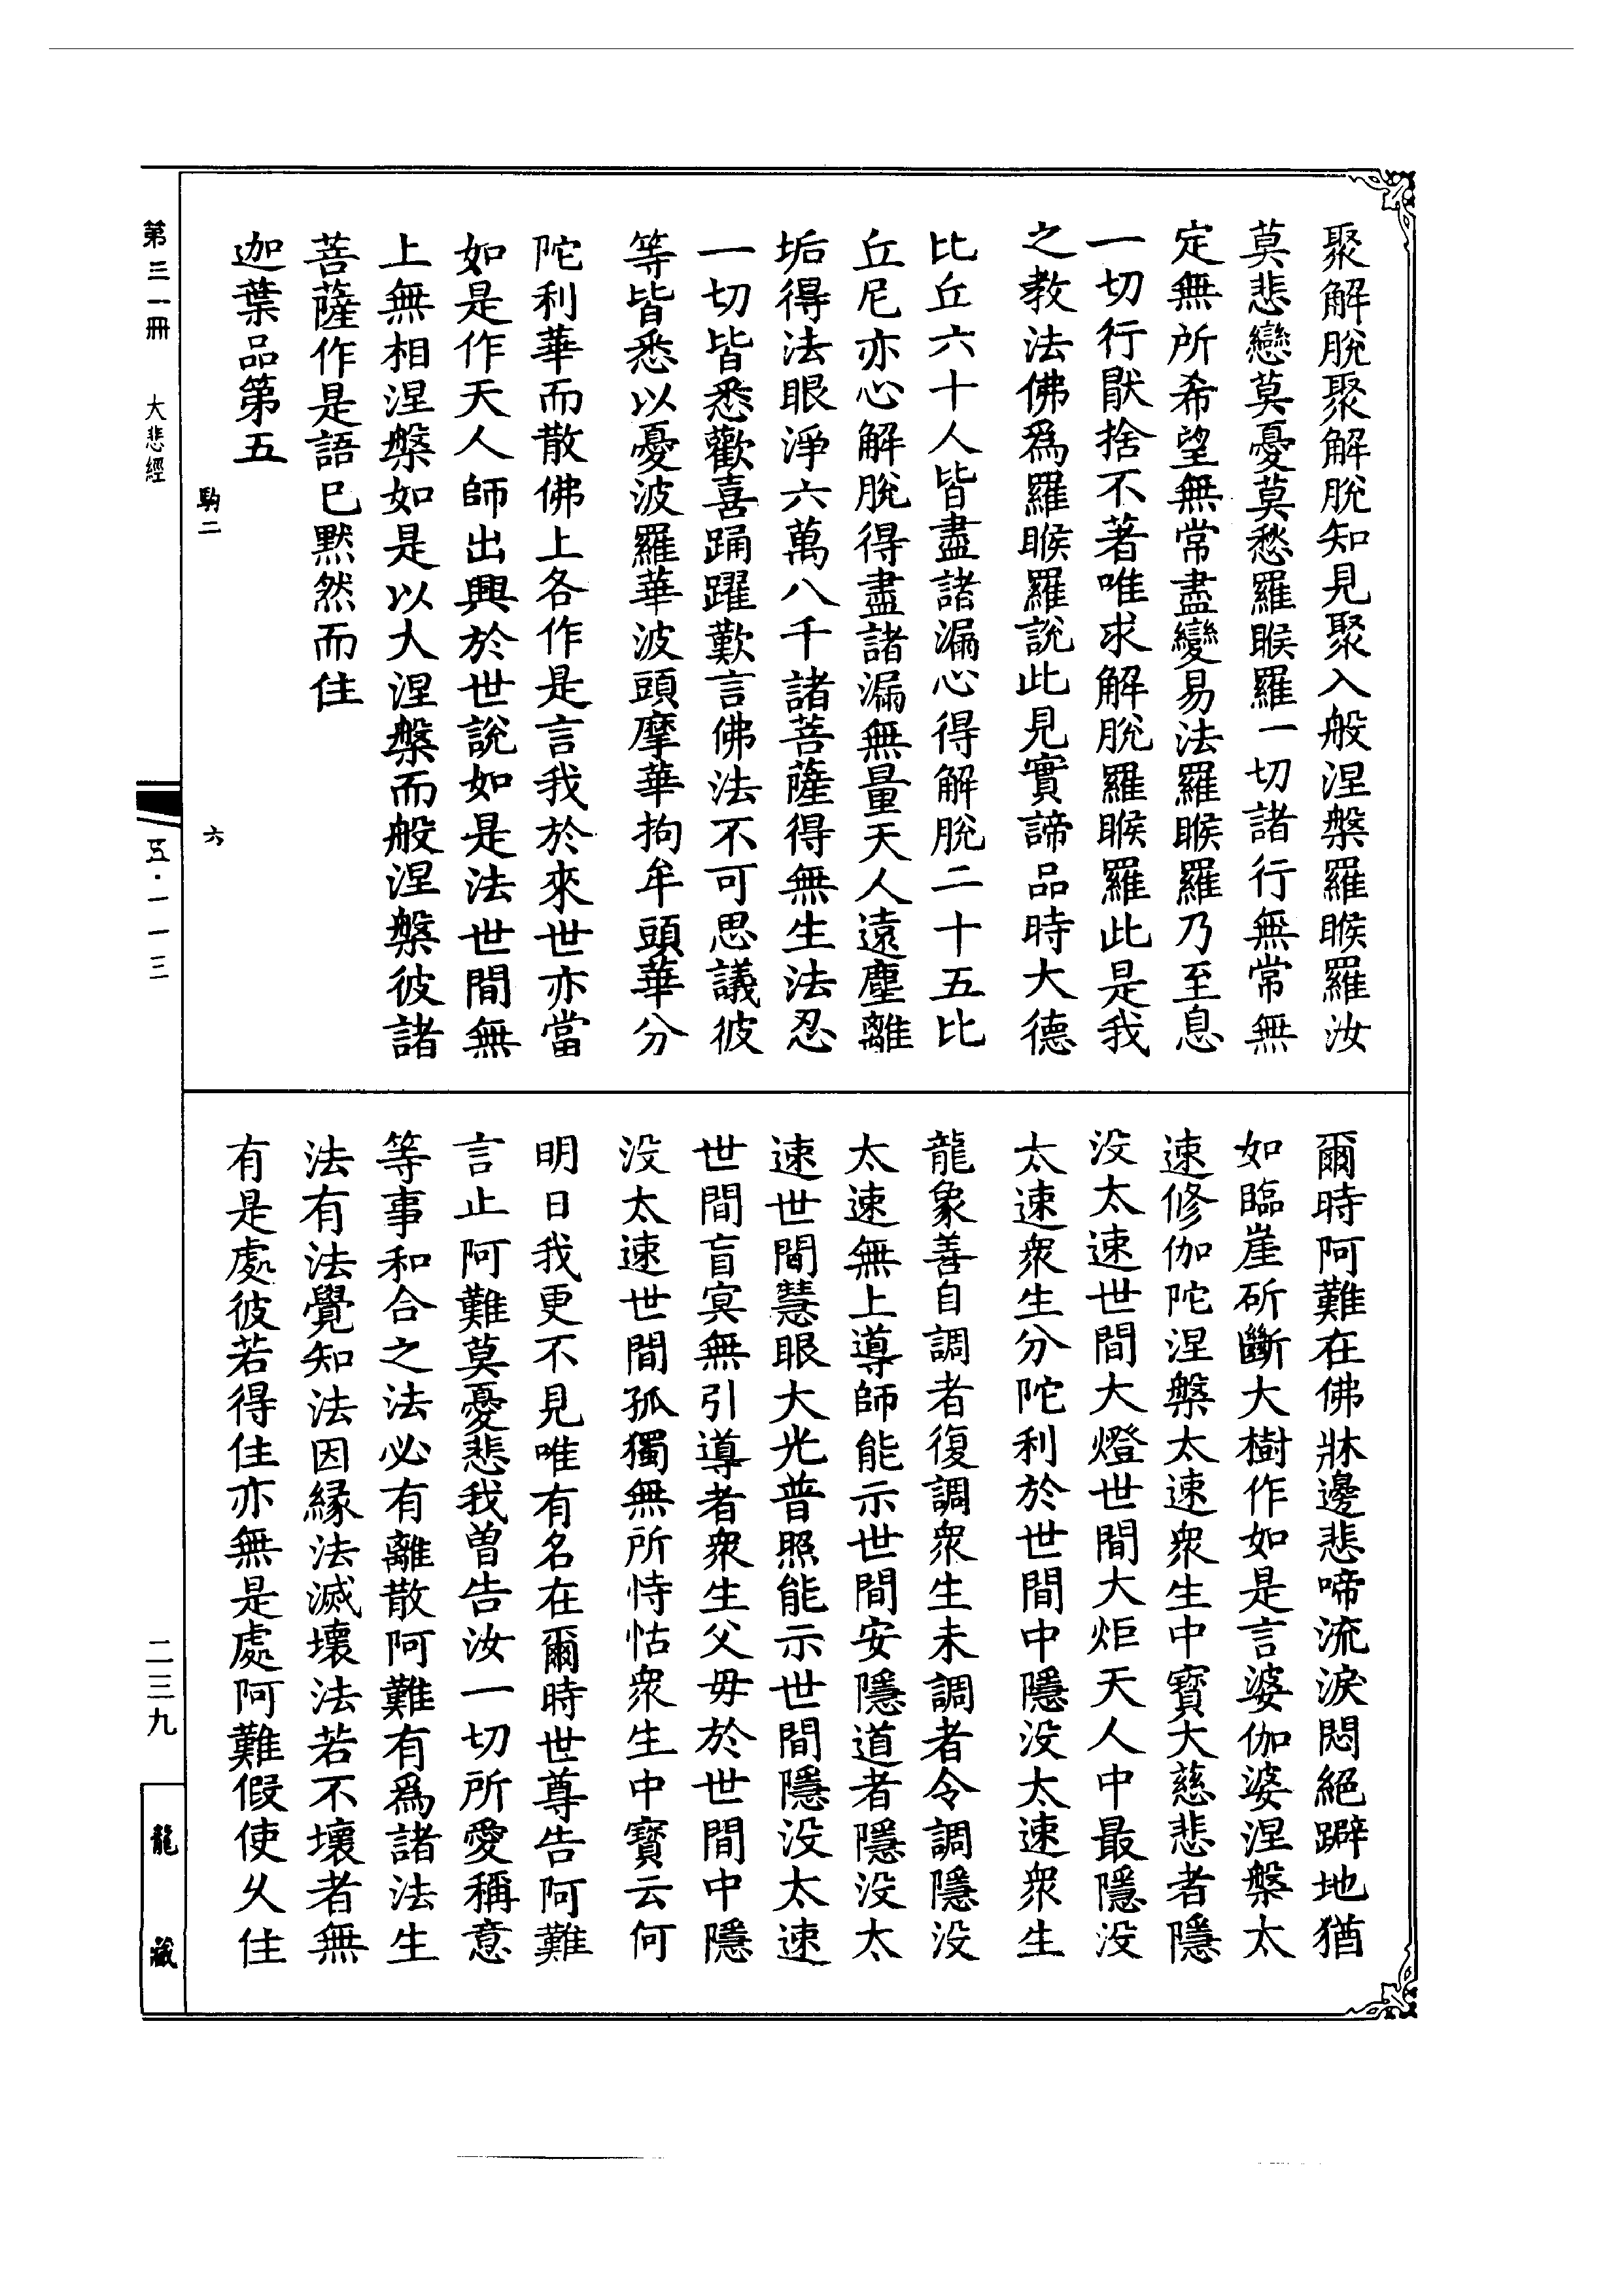 聚解脫聚解脫知見聚入般涅槃羅睺羅汝
莫悲戀莫憂莫愁羅睺羅一切諸行無常無
定無所希望無常盡變易法羅睺羅乃至息
一切行猒捨不著唯求解脫羅睺羅此是我
之教法佛爲羅睺羅說此見實諦品時大德
比丘六十人皆盡諸漏心得解脫二十五比
丘尼亦心解脫得盡諸漏無量天人遠塵離
垢得法眼淨六萬八千諸菩薩得無生法忍
一切皆悉歡喜踊躍歎言佛法不可思議彼
等皆悉以憂波羅華波頭摩華拘牟頭華分
陀利華而散佛上各作是言我於來世亦當
如是作天人師出興於世說如是法世間無
上無相涅槃如是以大涅槃而般涅槃彼諸
菩薩作是語已默然而住
迦葉品第五
駒二
六
爾時阿難在佛牀邊悲啼流淚悶絕躃地猶
如臨崖斫斷大樹作如是言婆伽婆涅槃太
速修伽陀涅槃太速衆生中寶大慈悲者隱
没太速世間大燈世間大炬天人中最隱没
太速衆生分陀利於世間中隱没太速衆生
龍象善自調者復調衆生未調者令調隱没
太速無上導師能示世間安隱道者隱没太
速世間慧眼大光普照能示世間隱没太速
世間盲㝠無引導者衆生父母於世間中隱
没太速世間孤獨無所恃怙衆生中寶云何
明日我更不見唯有名在爾時世尊告阿難
言止阿難莫憂悲我曾告汝一切所愛稱意
等事和合之法必有離散阿難有爲諸法生
法有法覺知法因緣法滅壞法若不壞者無
有是處彼若得住亦無是處阿難假使久住
第三一冊
大悲經
五·一一三
二三九
龍藏